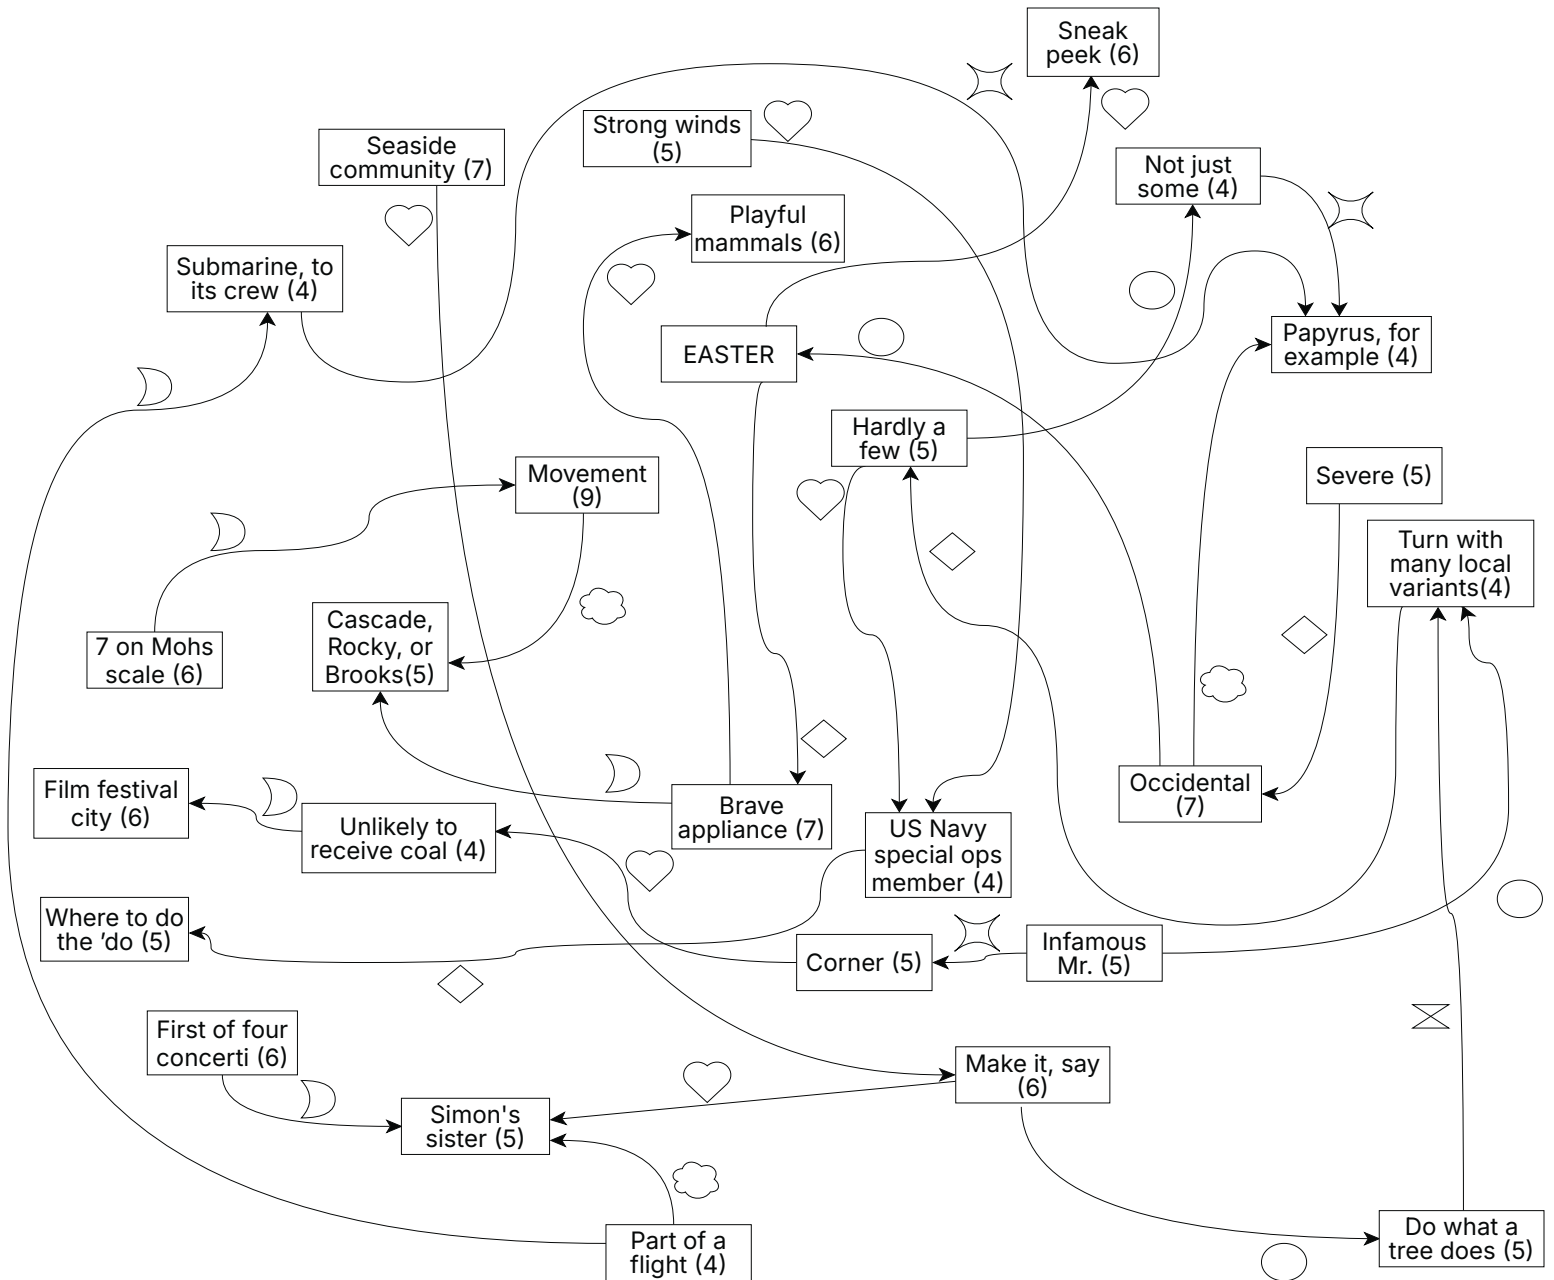 Sneak
peek (6)
Strong winds
(5)
Seaside
community (7)
Not just
some (4)
Playful
mammals (6)
Submarine, to
its crew (4)
Papyrus, for
example (4)
EASTER
Hardly a
few (5)
Severe (5)
Movement
(9)
Turn with
many local
variants(4)
Cascade,
Rocky, or
Brooks(5)
7 on Mohs
scale (6)
Occidental
(7)
Film festival
city (6)
Brave
appliance (7)
Unlikely to
receive coal (4)
US Navy
special ops
member (4)
Where to do
the ’do (5)
Corner (5)
Infamous
Mr. (5)
First of four
concerti (6)
Make it, say
(6)
Simon's
sister (5)
Part of a
flight (4)
Do what a
tree does (5)